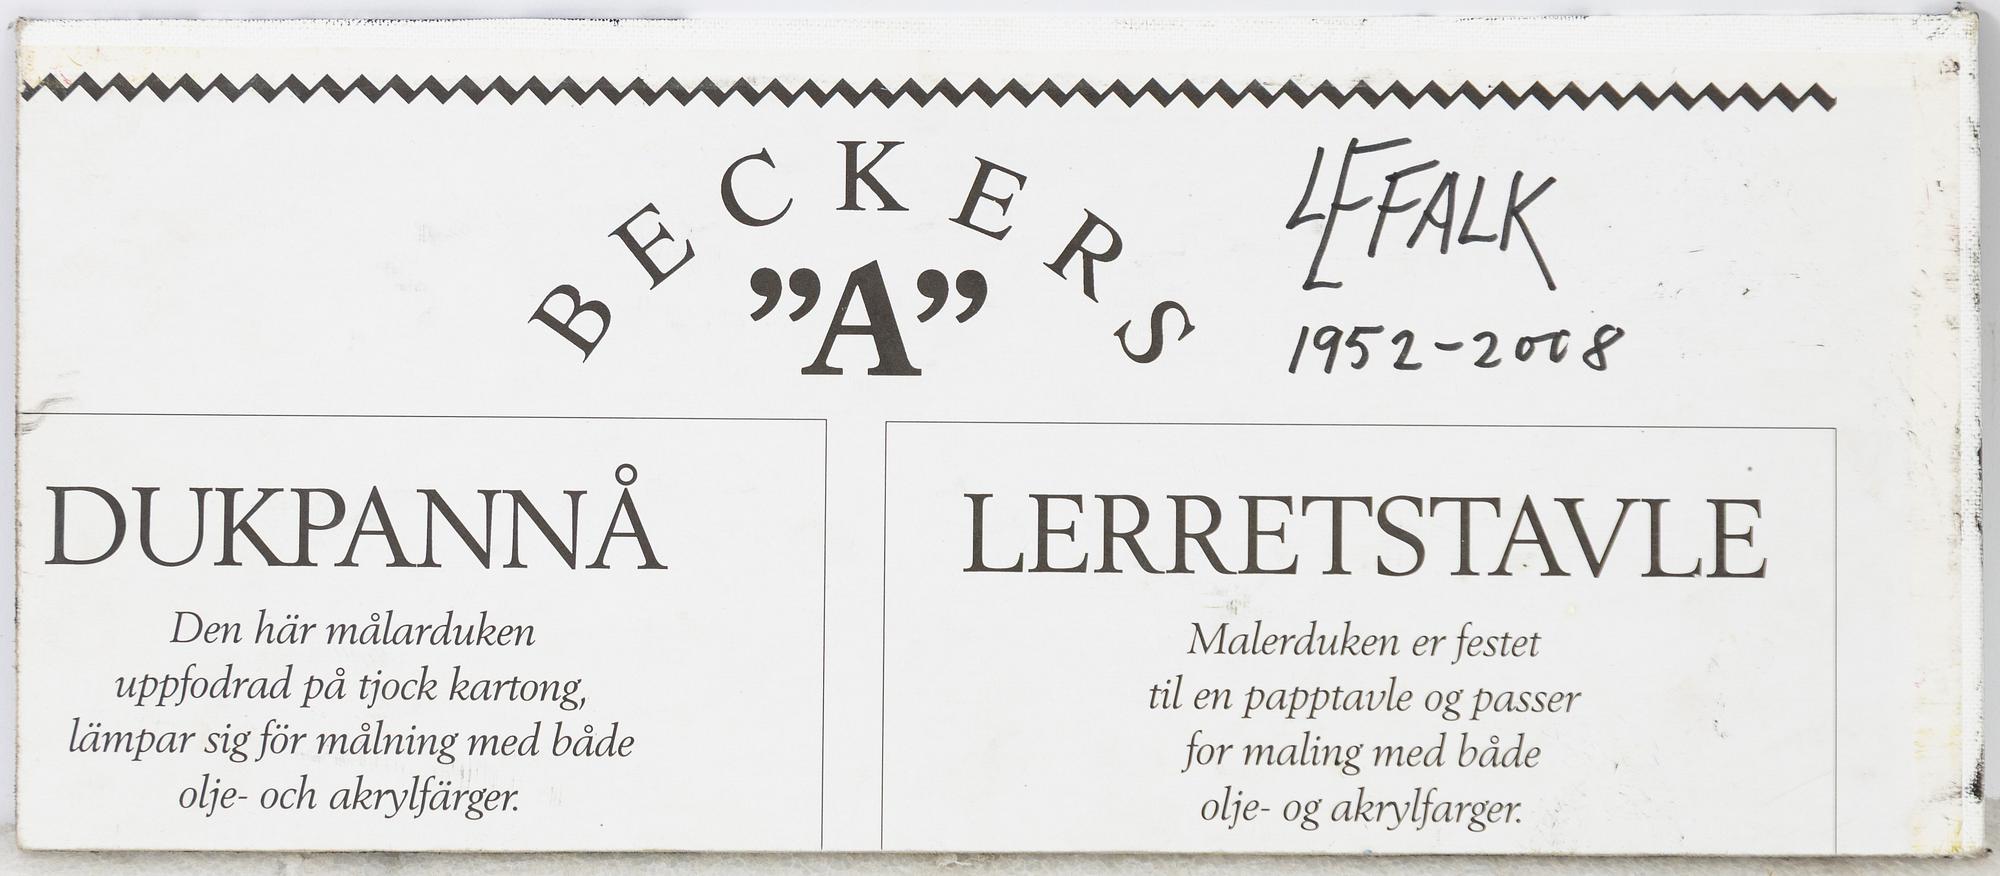 BECKERS
”A”
LEFFALK
1952-2008
DUKPANNÅ
Den här målarduken
uppfodrad på tjock kartong,
lämpar sig för målning med både
olje- och akrylfärger.
LERRETSTAVLE
Malerduken er festet
til en papptavle og passer
for maling med både
olje- og akrylfarger.